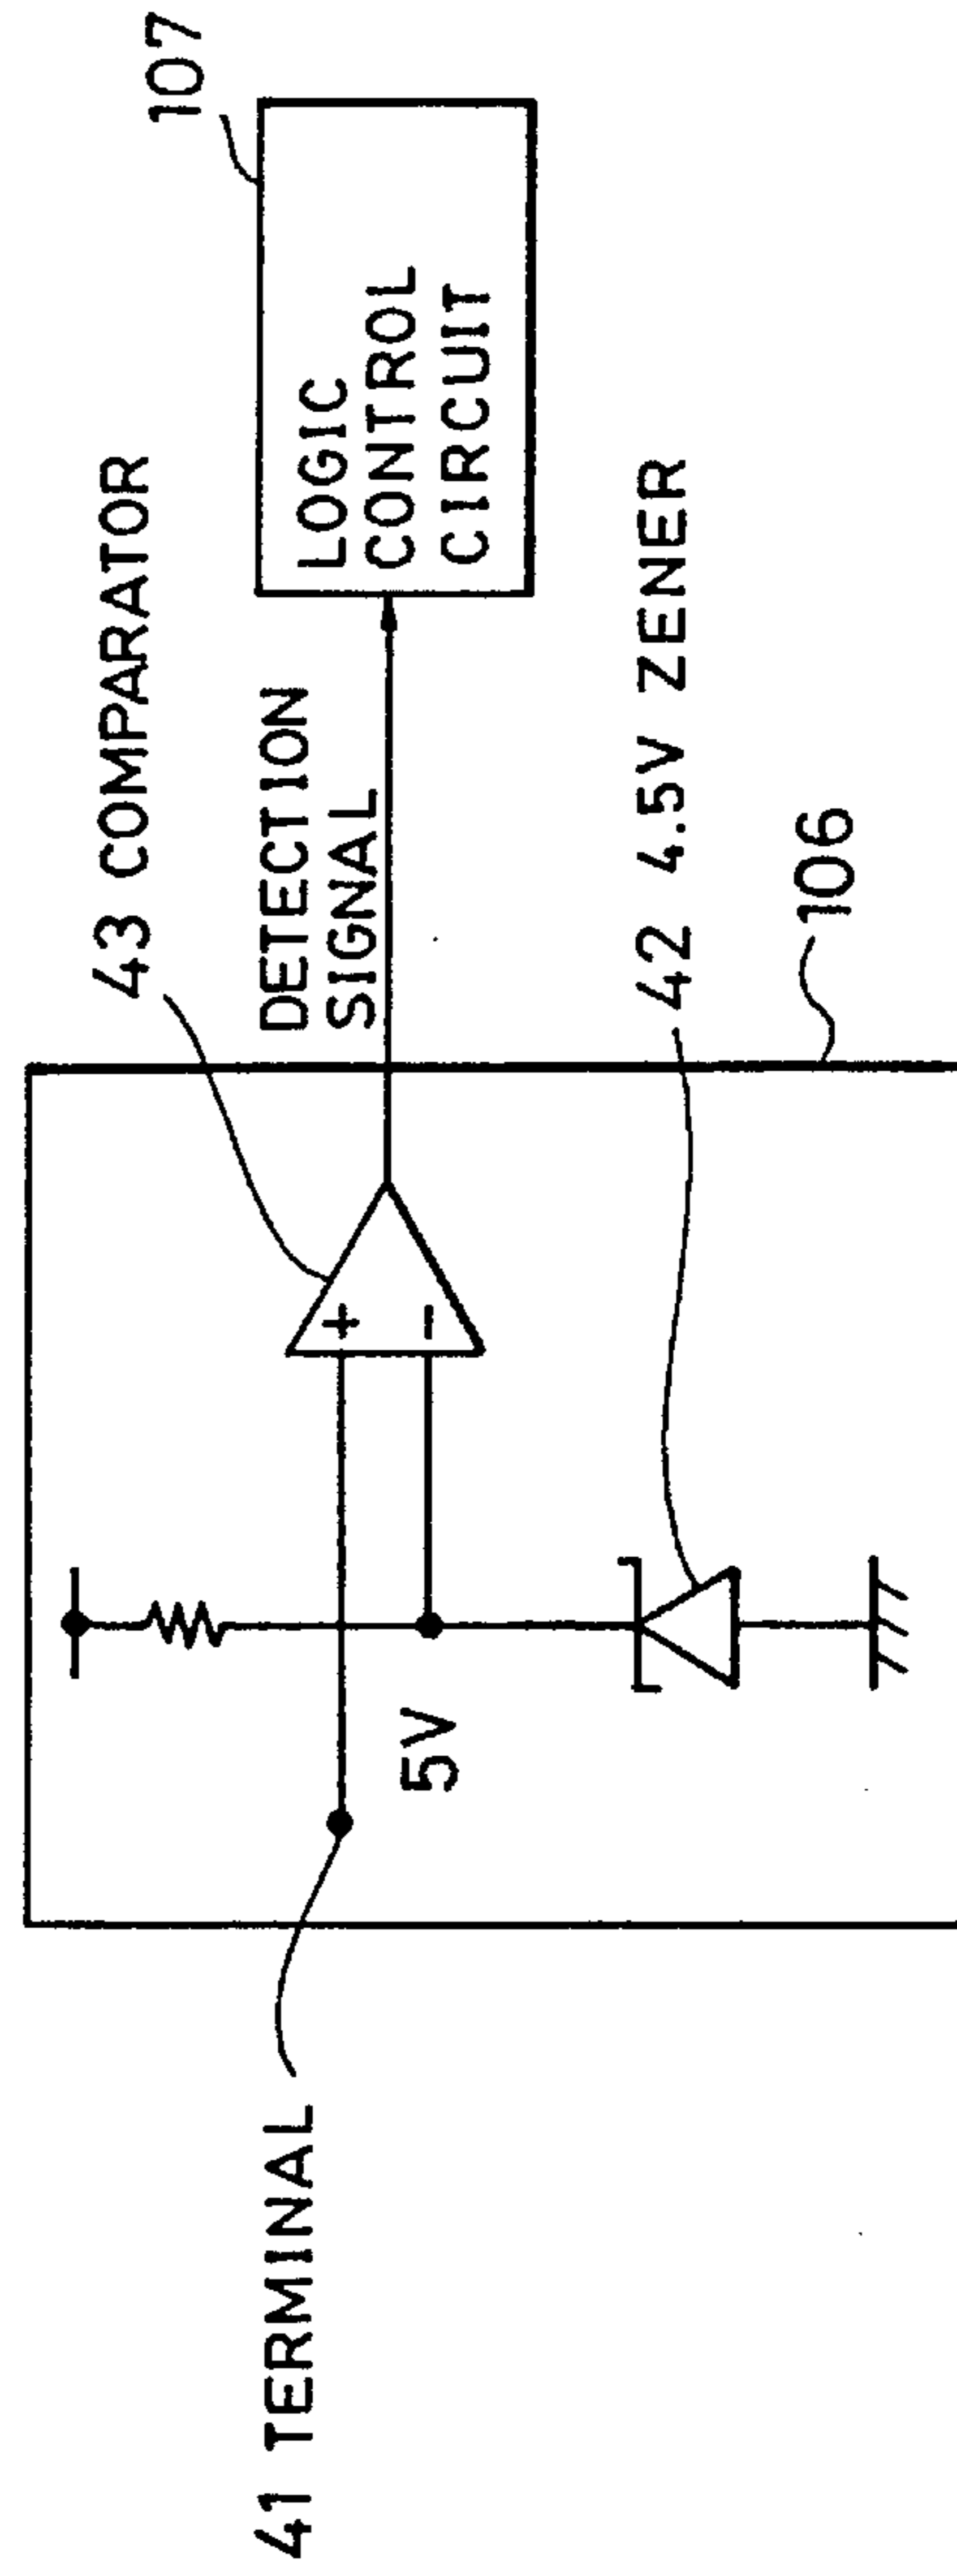 107
43 COMPARATOR
LOGIC
CONTROL
CIRCUIT
DETECTION
SIGNAL
+
−
41 TERMINAL
5V
42 4.5V ZENER
106